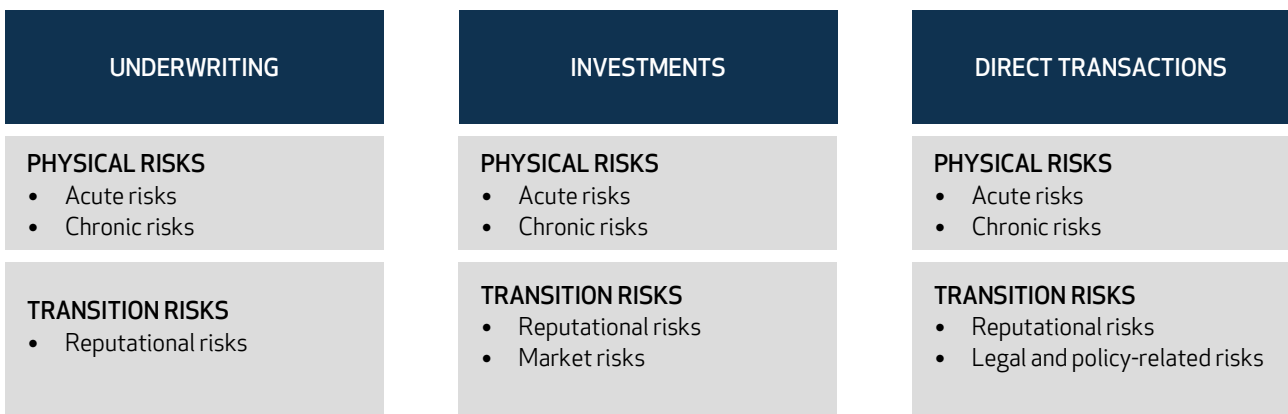 UNDERWRITING
PHYSICAL RISKS
• Acute risks
• Chronic risks
TRANSITION RISKS
• Reputational risks
INVESTMENTS
PHYSICAL RISKS
• Acute risks
• Chronic risks
TRANSITION RISKS
• Reputational risks
• Market risks
DIRECT TRANSACTIONS
PHYSICAL RISKS
• Acute risks
• Chronic risks
TRANSITION RISKS
• Reputational risks
• Legal and policy-related risks